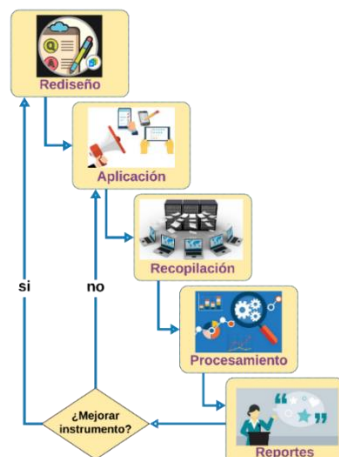 Rediseño
Aplicación
Recopilación
si
no
Procesamiento
¿Mejorar
instrumento?
Reportes